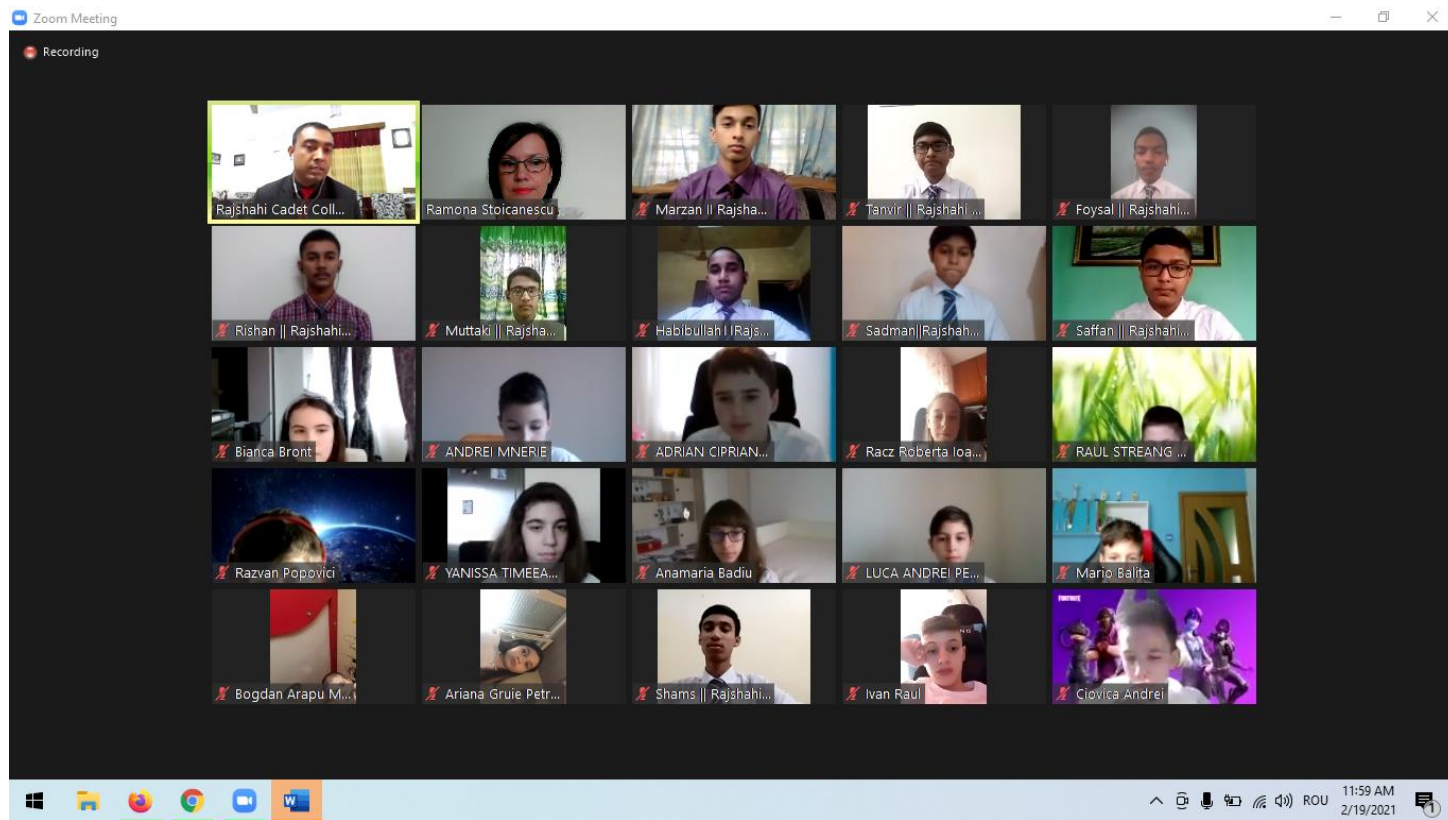 Zoom Meeting
Recording
Rajshahi Cadet Coll...
Ramona Stoicanescu
Marzan II Rajsha...
Tanvir || Rajshahi ...
Foysal || Rajshahi...
Rishan || Rajshahi...
Muttaki || Rajsha...
Habibullah I IRajs...
Sadman||Rajshah...
Saffan || Rajshahi...
Bianca Bront
ANDREI MNERIE
ADRIAN CIPRIAN...
Racz Roberta Ioa...
RAUL STREANG ...
Razvan Popovici
YANISSA TIMEEA...
Anamaria Badiu
LUCA ANDREI PE...
Mario Balita
FORTNITE
Bogdan Arapu M...
Ariana Gruie Petr...
Shams || Rajshahi...
Ivan Raul
Ciovica Andrei
W
ROU
11:59 AM
2/19/2021
1